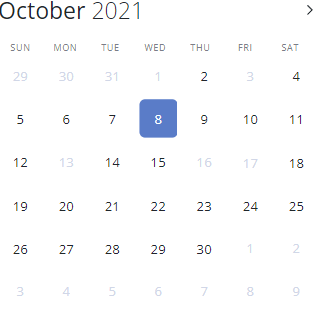 October 2021
SUN MON TUE WED THU FRI SAT
29 30 31 1 2 3 4
5 6 7 8 9 10 11
12 13 14 15 16 17 18
19 20 21 22 23 24 25
26 27 28 29 30 1 2
3 4 5 6 7 8 9